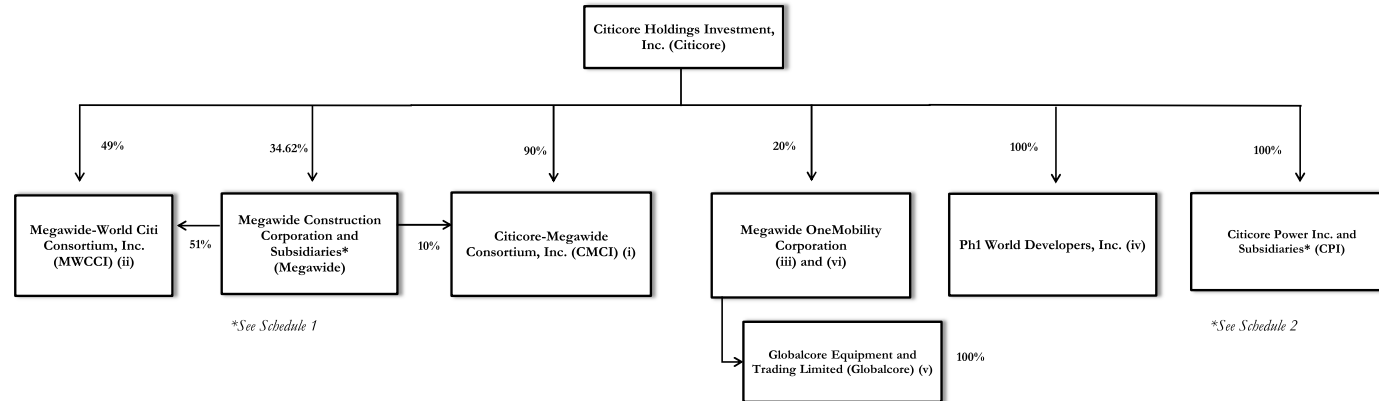 Citicore Holdings Investment,
Inc. (Citicore)
49%
34.62%
90%
20%
100%
100%
Megawide-World Citi
Consortium, Inc.
(MWCCI) (ii)
51%
Megawide Construction
Corporation and
Subsidiaries*
(Megawide)
10%
Citicore-Megawide
Consortium, Inc. (CMCI) (i)
Megawide OneMobility
Corporation
(iii) and (vi)
Ph1 World Developers, Inc. (iv)
Citicore Power Inc. and
Subsidiaries* (CPI)
*See Schedule 1
*See Schedule 2
Globalcore Equipment and
Trading Limited (Globalcore) (v)
100%